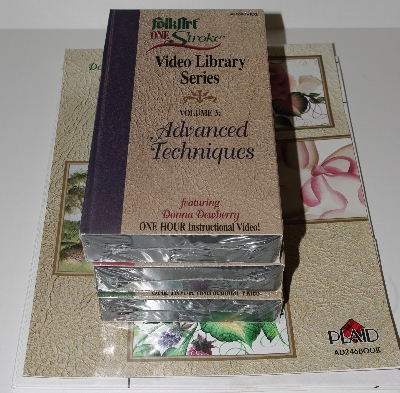 FolkArt
ONE Stroke
Video Library
Series
VOLUME 3:
Advanced
Techniques
featuring
Donna Dewberry
ONE HOUR Instructional Video!
PLAID
AD246BOOK